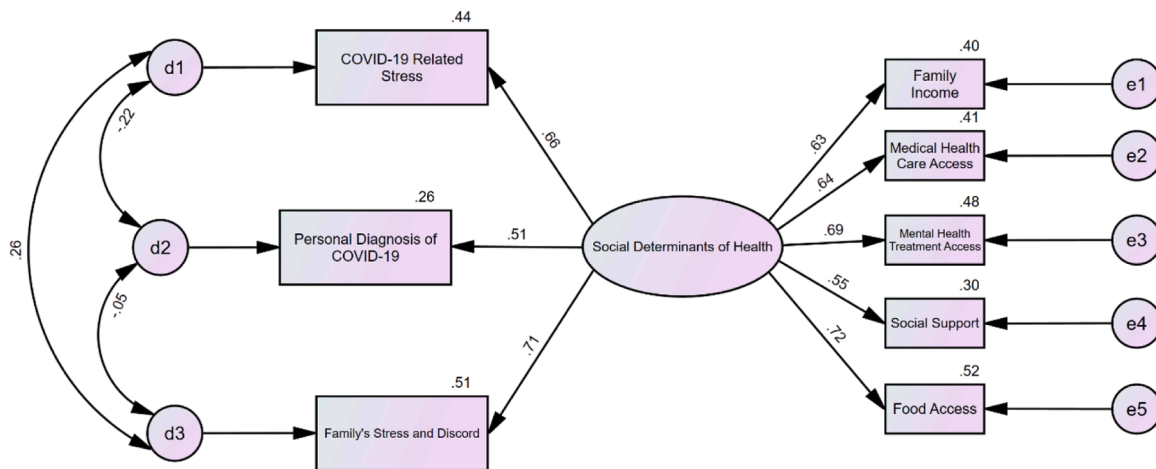 .44
COVID-19 Related
Stress
d1
-.22
.66
.26
d2
.26
Personal Diagnosis of
COVID-19
.51
-.05
.71
.51
d3
Family's Stress and Discord
Social Determinants of Health
.40
Family
Income
e1
.63
.41
Medical Health
Care Access
e2
.64
.48
Mental Health
Treatment Access
e3
.69
.30
Social Support
e4
.55
.52
Food Access
e5
.72